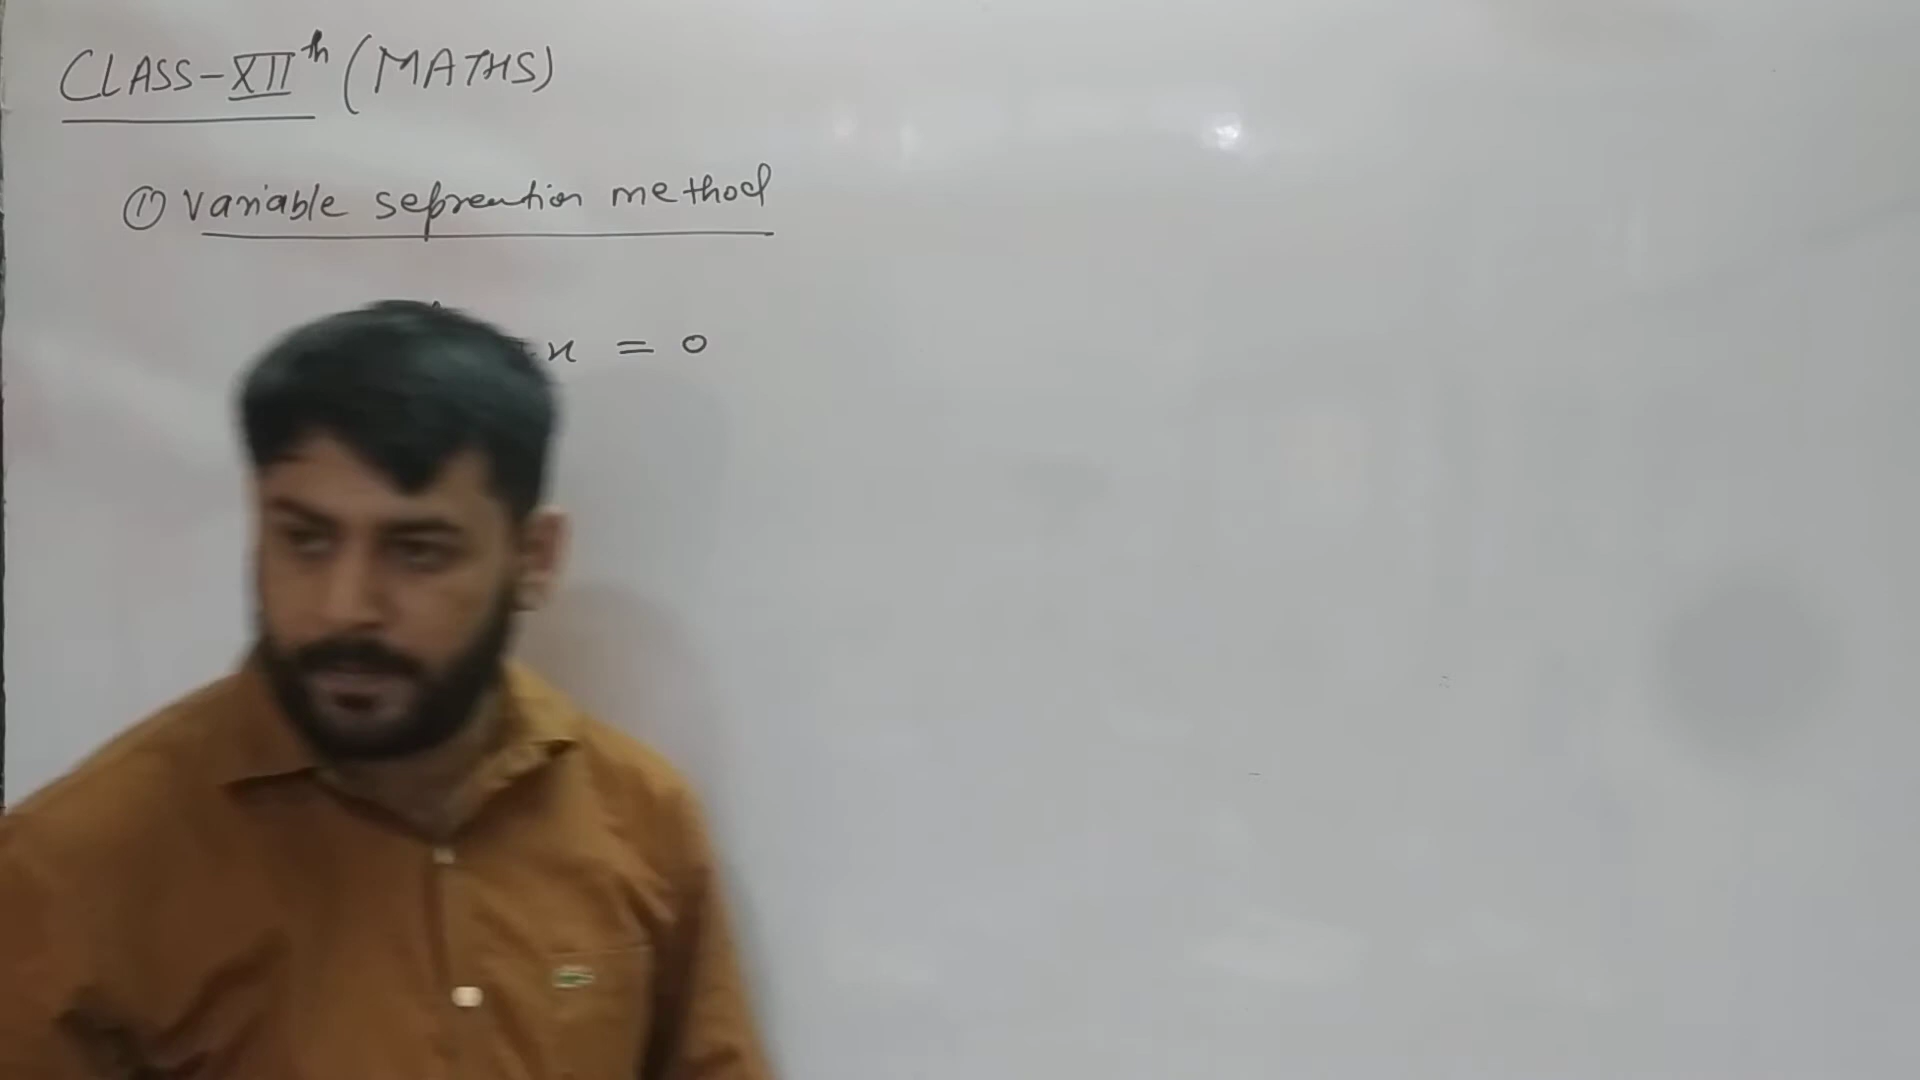 CLASS-XIIth (MATHS)
① Variable sepreation method
x = 0